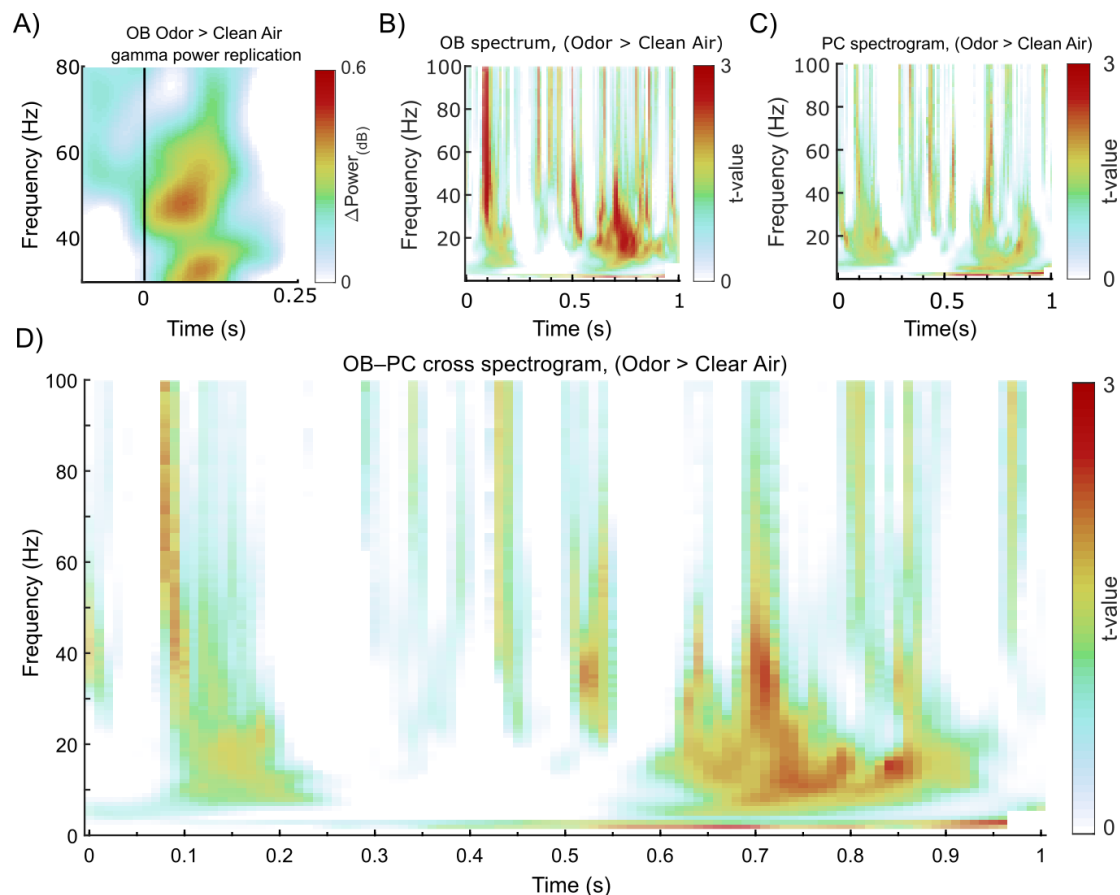 A)
OB Odor > Clean Air
gamma power replication
80
60
40
Frequency (Hz)
0
0.25
Time (s)
0.6
0
ΔPower(dB)
B)
OB spectrum, (Odor > Clean Air)
100
80
60
40
20
Frequency (Hz)
0
0.5
1
Time (s)
3
0
t-value
C)
PC spectrogram, (Odor > Clean Air)
100
80
60
40
20
Frequency (Hz)
0
0.5
1
Time(s)
3
0
t-value
D)
OB–PC cross spectrogram, (Odor > Clear Air)
100
80
60
40
20
0
Frequency (Hz)
0
0.1
0.2
0.3
0.4
0.5
0.6
0.7
0.8
0.9
1
Time (s)
3
0
t-value